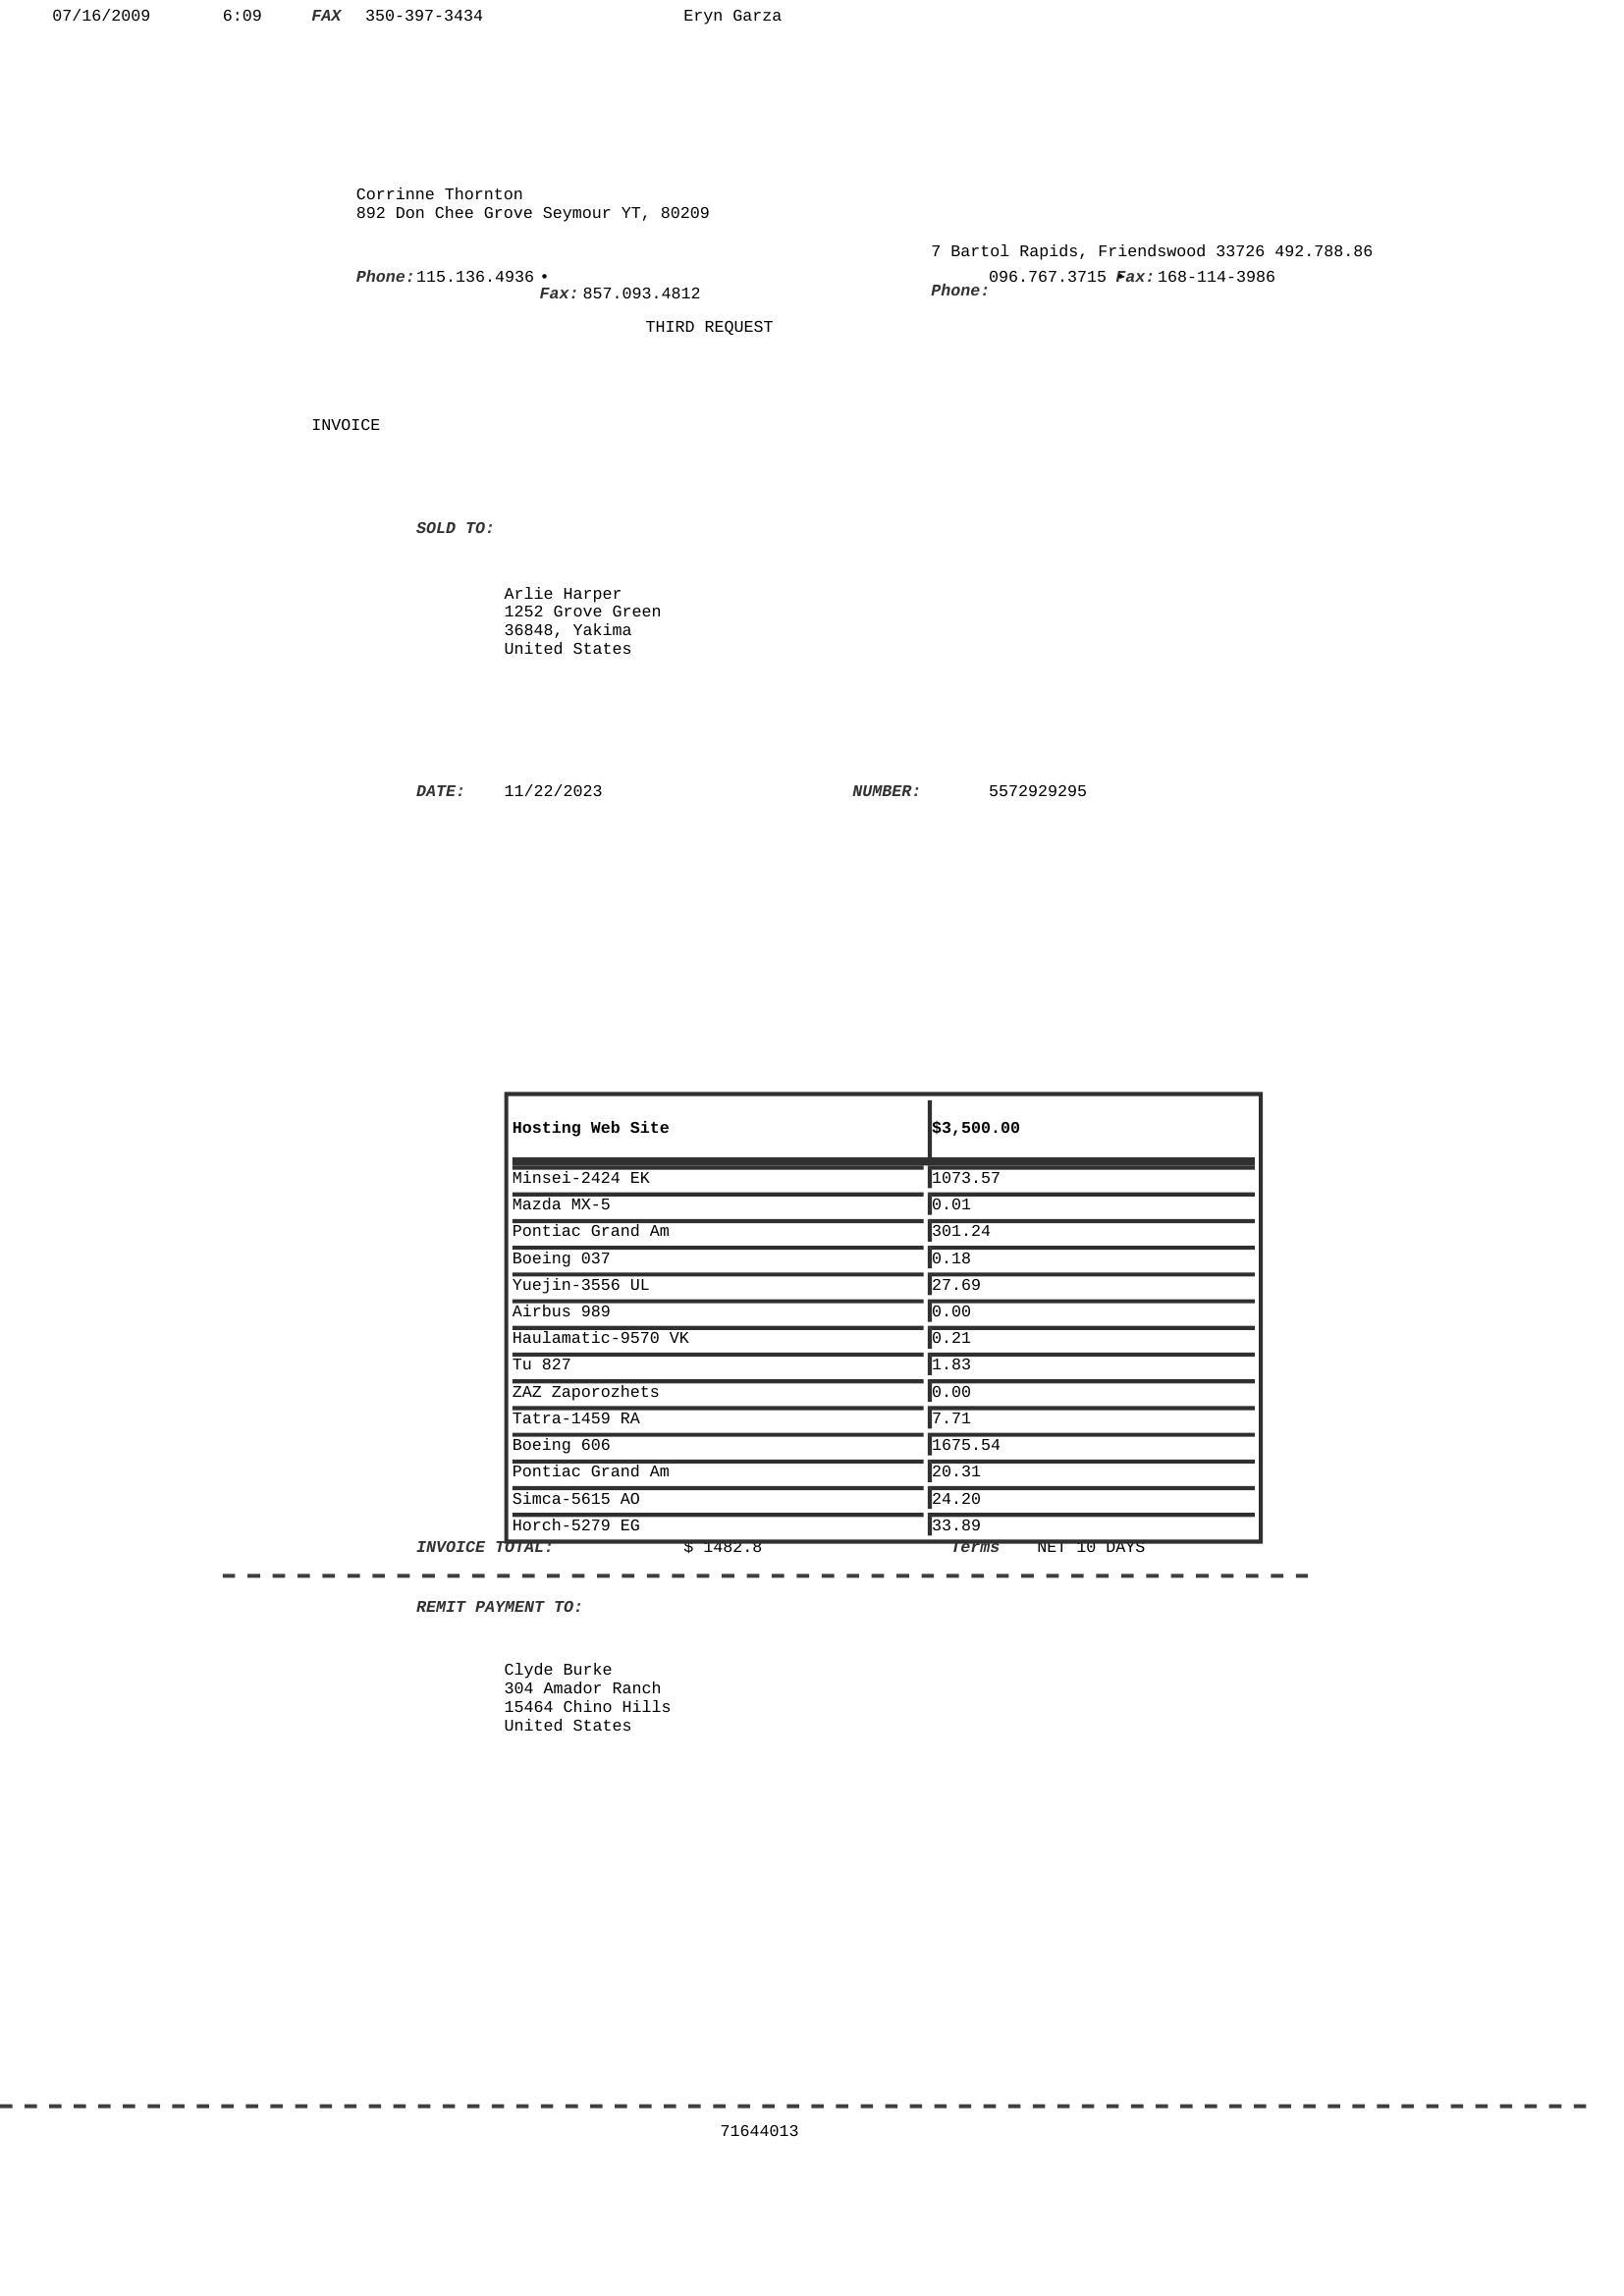 07/16/2009 6:09 FAX 350-397-3434 Eryn Garza
Corrinne Thornton
892 Don Chee Grove Seymour YT, 80209
7 Bartol Rapids, Friendswood 33726 492.788.86
Phone: 115.136.4936 •
Fax: 857.093.4812
Phone: 096.767.3715 • Fax: 168-114-3986
THIRD REQUEST
INVOICE
SOLD TO:
Arlie Harper
1252 Grove Green
36848, Yakima
United States
DATE: 11/22/2023 NUMBER: 5572929295
Hosting Web Site $3,500.00
Minsei-2424 EK 1073.57
Mazda MX-5 0.01
Pontiac Grand Am 301.24
Boeing 037 0.18
Yuejin-3556 UL 27.69
Airbus 989 0.00
Haulamatic-9570 VK 0.21
Tu 827 1.83
ZAZ Zaporozhets 0.00
Tatra-1459 RA 7.71
Boeing 606 1675.54
Pontiac Grand Am 20.31
Simca-5615 AO 24.20
Horch-5279 EG 33.89
INVOICE TOTAL: $ 1482.8 Terms NET 10 DAYS
REMIT PAYMENT TO:
Clyde Burke
304 Amador Ranch
15464 Chino Hills
United States
71644013